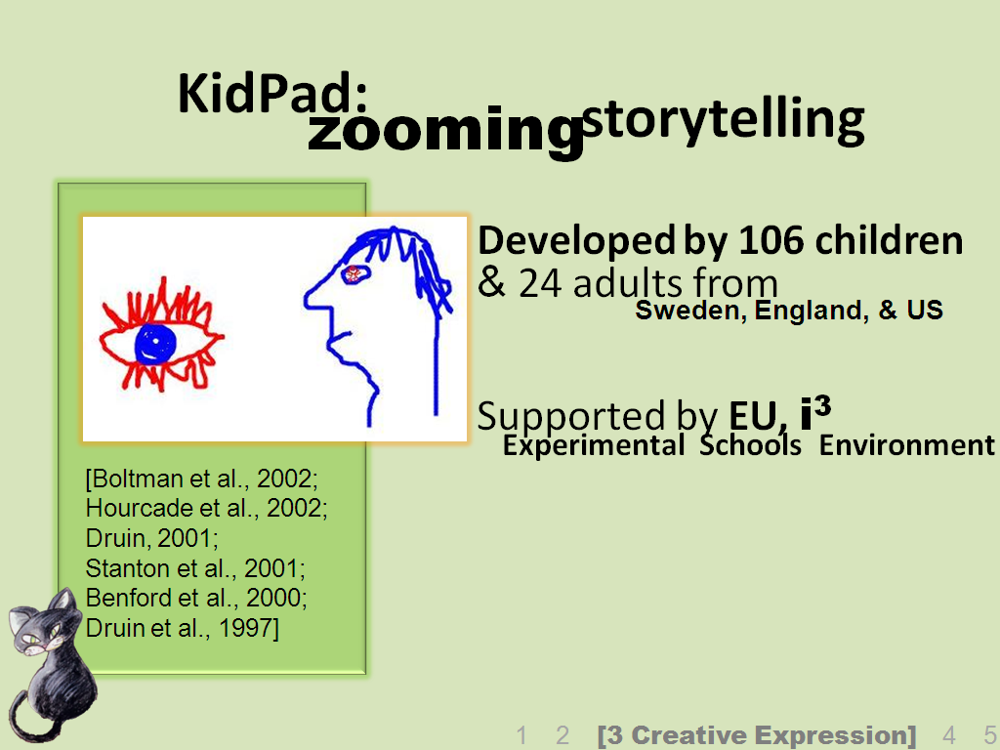 KidPad:
zooming storytelling
Developed by 106 children
& 24 adults from
Sweden, England, & US
Supported by EU, i³
Experimental Schools Environment
[Boltman et al., 2002;
Hourcade et al., 2002;
Druin, 2001;
Stanton et al., 2001;
Benford et al., 2000;
Druin et al., 1997]
1 2 [3 Creative Expression] 4 5